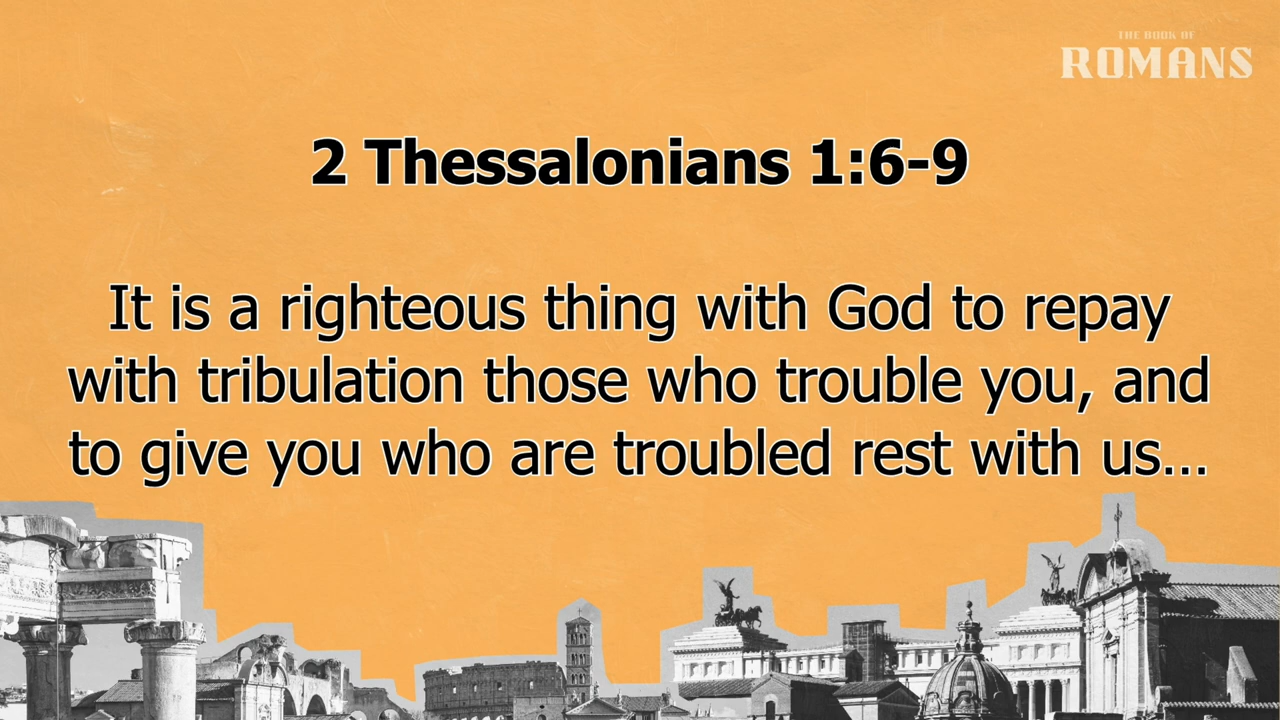 THE BOOK OF
ROMANS
2 Thessalonians 1:6-9
It is a righteous thing with God to repay
with tribulation those who trouble you, and
to give you who are troubled rest with us...